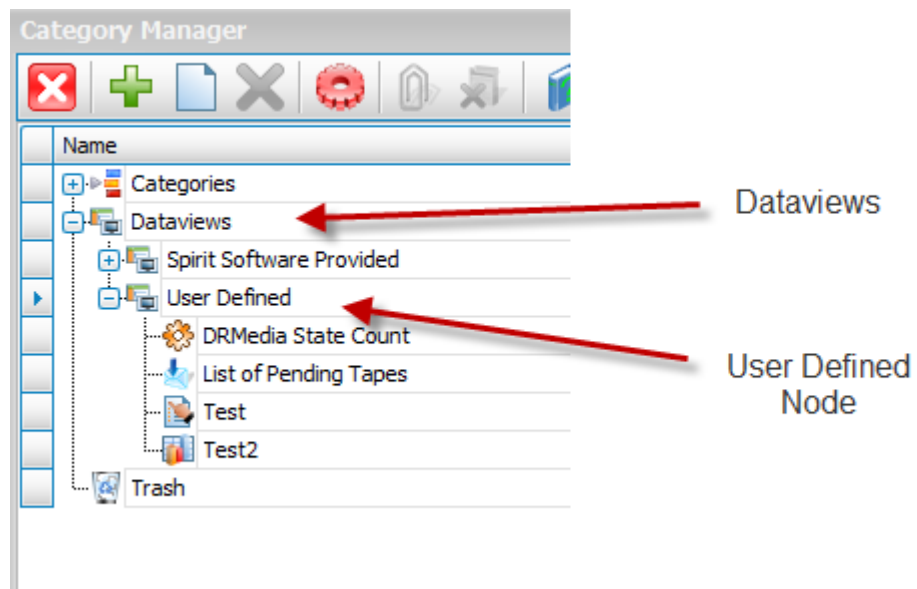 Category Manager
Name
Categories
Dataviews
Spirit Software Provided
User Defined
DRMedia State Count
List of Pending Tapes
Test
Test2
Trash
Dataviews
User Defined
Node